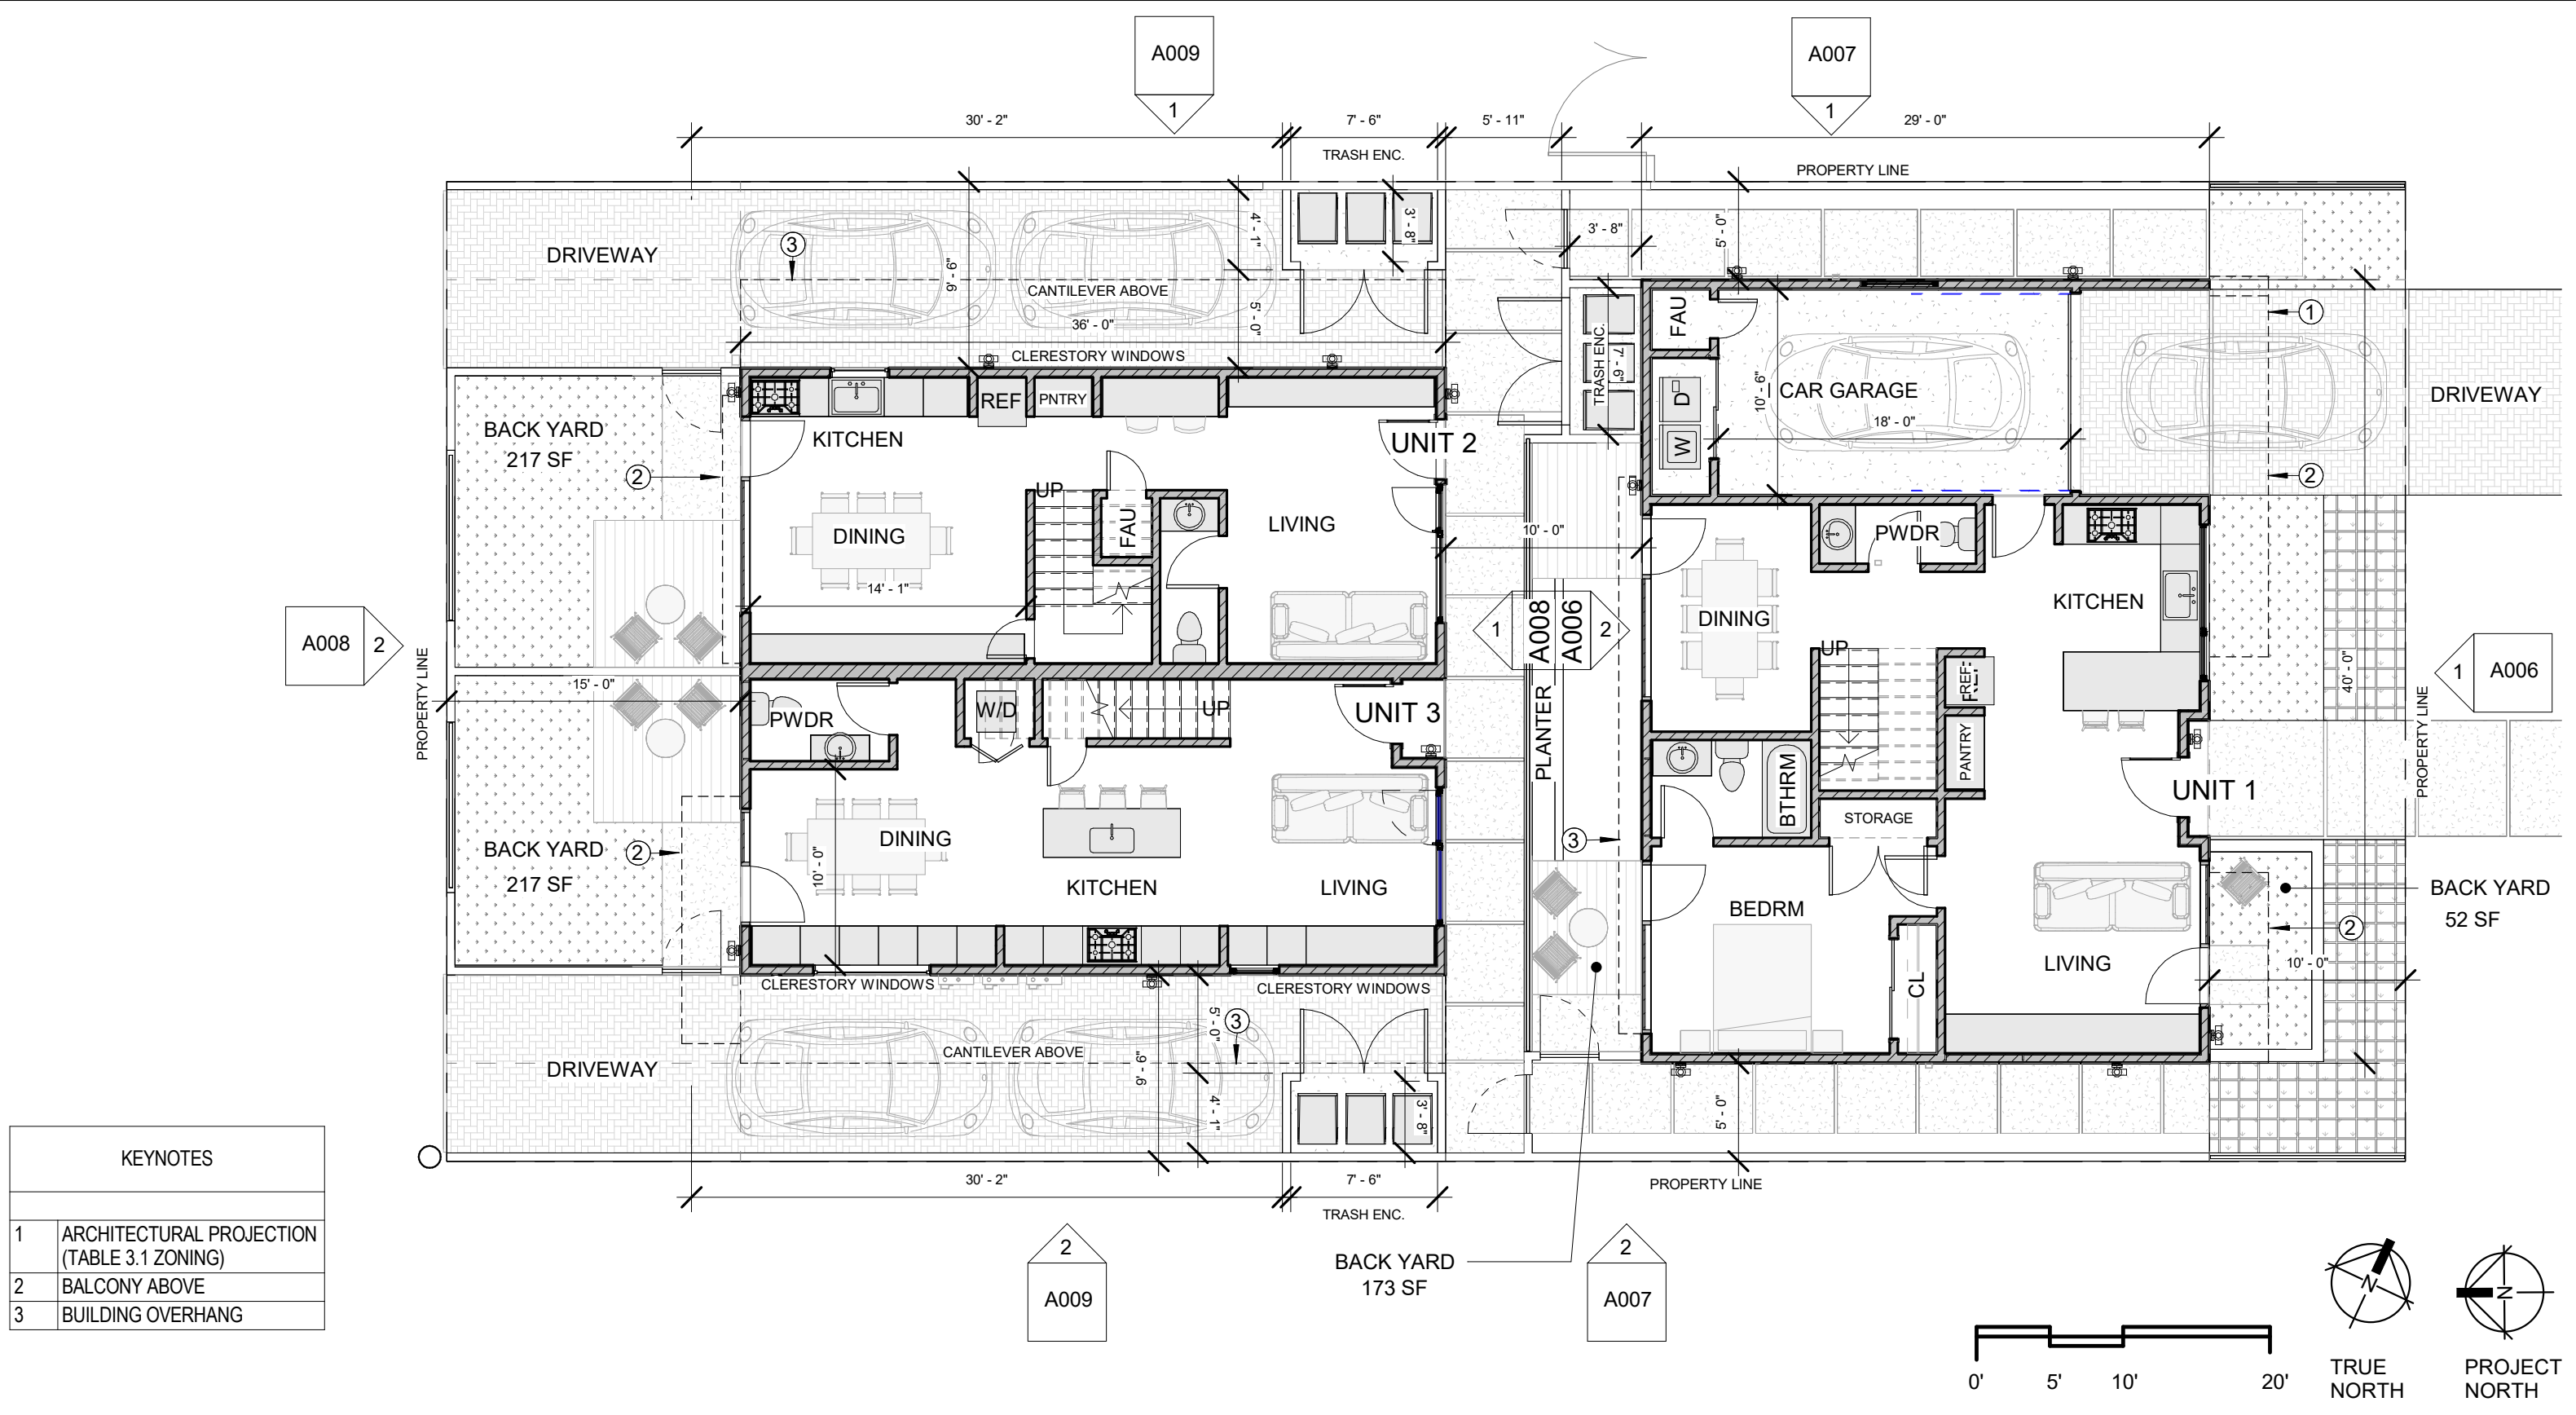 A009
1
A007
1
30' - 2"
7' - 6"
5' - 11"
29' - 0"
TRASH ENC.
PROPERTY LINE
DRIVEWAY
3
9' - 6"
4' - 1"
3' - 8"
3' - 8"
5' - 0"
CANTILEVER ABOVE
5' - 0"
36' - 0"
CLERESTORY WINDOWS
TRASH ENC.
7' - 6"
FAU
1
REF
PNTRY
D
10' - 6"
1 CAR GARAGE
DRIVEWAY
BACK YARD
217 SF
2
KITCHEN
UNIT 2
W
18' - 0"
2
UP
FAU
LIVING
DINING
14' - 1"
10' - 0"
PWDR
KITCHEN
DINING
A008
2
PROPERTY LINE
1
A008
A006
2
UP
REF.
REF.
40' - 0"
1
A006
PROPERTY LINE
15' - 0"
PWDR
W/D
UP
UNIT 3
PLANTER
PANTRY
BTHRM
STORAGE
UNIT 1
BACK YARD
217 SF
2
DINING
10' - 0"
KITCHEN
LIVING
3
BEDRM
BACK YARD
52 SF
2
LIVING
10' - 0"
CL
CLERESTORY WINDOWS
CLERESTORY WINDOWS
DRIVEWAY
CANTILEVER ABOVE
9' - 6"
5' - 0"
3
4' - 1"
3' - 8"
5' - 0"
30' - 2"
7' - 6"
TRASH ENC.
PROPERTY LINE
2
A009
BACK YARD
173 SF
2
A007
KEYNOTES
1 ARCHITECTURAL PROJECTION
(TABLE 3.1 ZONING)
2 BALCONY ABOVE
3 BUILDING OVERHANG
0' 5' 10' 20'
N
TRUE
NORTH
N
PROJECT
NORTH